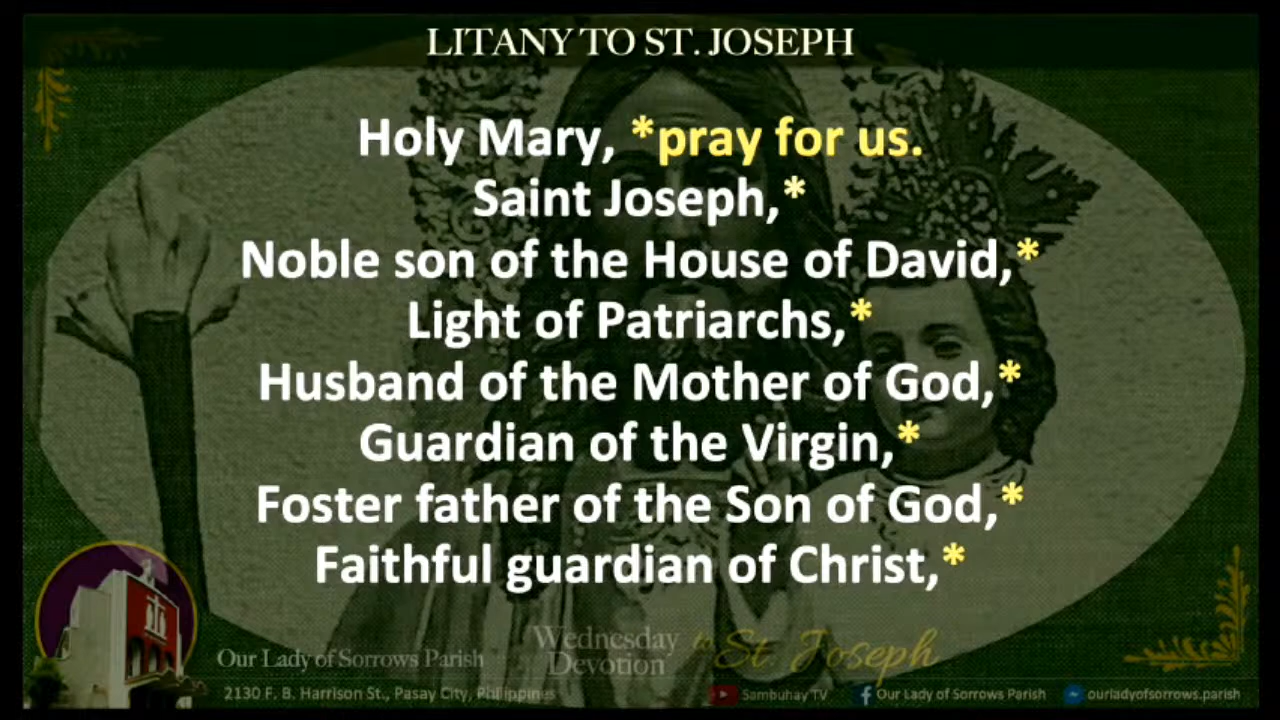 LITANY TO ST. JOSEPH
Holy Mary, *pray for us.
Saint Joseph,*
Noble son of the House of David,*
Light of Patriarchs,*
Husband of the Mother of God,*
Guardian of the Virgin,*
Foster father of the Son of God,*
Faithful guardian of Christ,*
Our Lady of Sorrows Parish
Wednesday Devotion to St. Joseph
2130 F. B. Harrison St., Pasay City, Philippines
Sambuhay TV
Our Lady of Sorrows Parish
ourladyofsorrows.parish